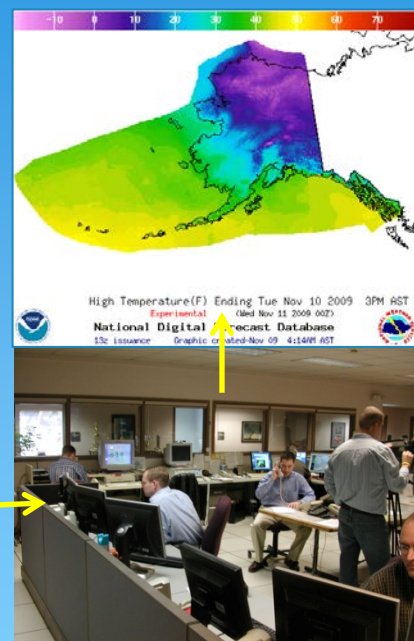 -10 0 10 20 30 40 50 60 70
High Temperature(F) Ending Tue Nov 10 2009 3PM AST
Experimental (Wed Nov 11 2009 00Z)
National Digital Forecast Database
13z issuance Graphic created-Nov 09 4:14AM AST
NOAA